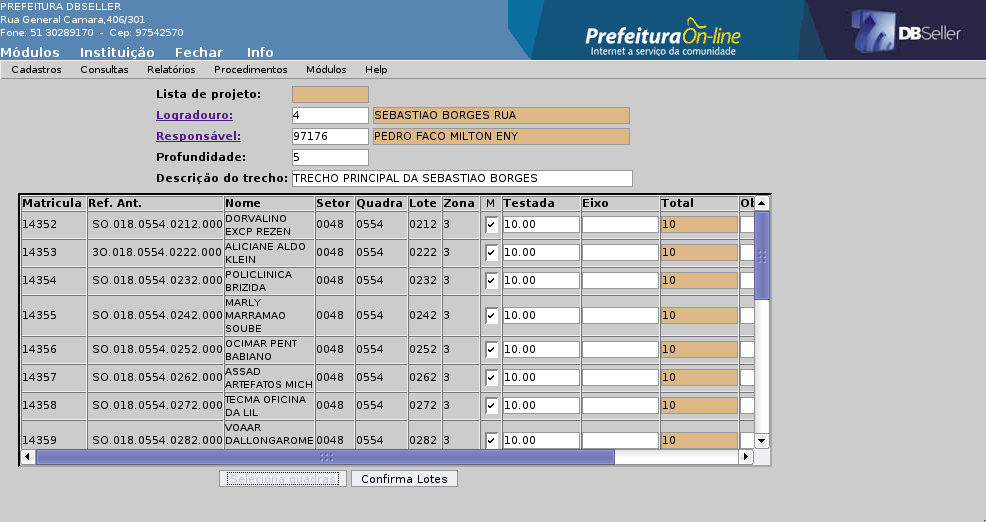 PREFEITURA DBSELLER
Rua General Camara,406/301
Fone: 51 30289170 - Cep: 97542570
Prefeitura On-line
Internet a serviço da comunidade
DBSeller
Módulos Instituição Fechar Info
Cadastros Consultas Relatórios Procedimentos Módulos Help
Lista de projeto:
Logradouro: 4 SEBASTIAO BORGES RUA
Responsável: 97176 PEDRO FACO MILTON ENY
Profundidade: 5
Descrição do trecho: TRECHO PRINCIPAL DA SEBASTIAO BORGES
Matricula Ref. Ant. Nome Setor Quadra Lote Zona M Testada Eixo Total Ob
14352 SO.018.0554.0212.000 DORVALINO EXCP REZEN 0048 0554 0212 3 10.00 10
14353 3O.018.0554.0222.000 ALICIANE ALDO KLEIN 0048 0554 0222 3 10.00 10
14354 SO.018.0554.0232.000 POLICLINICA BRIZIDA 0048 0554 0232 3 10.00 10
14355 SO.018.0554.0242.000 MARLY MARRAMAO SOUBE 0048 0554 0242 3 10.00 10
14356 SO.018.0554.0252.000 OCIMAR PENT BABIANO 0048 0554 0252 3 10.00 10
14357 SO.018.0554.0262.000 ASSAD ARTEFATOS MICH 0048 0554 0262 3 10.00 10
14358 SO.018.0554.0272.000 TECMA OFICINA DA LIL 0048 0554 0272 3 10.00 10
14359 SO.018.0554.0282.000 VOAAR DALLONGAROME 0048 0554 0282 3 10.00 10
Seleciona quadras Confirma Lotes